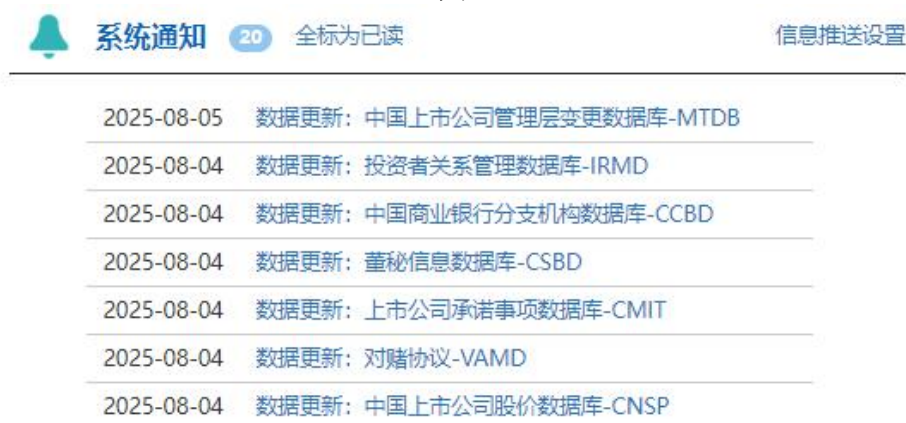 系统通知 20 全标为已读 信息推送设置
2025-08-05 数据更新：中国上市公司管理层变更数据库-MTDB
2025-08-04 数据更新：投资者关系管理数据库-IRMD
2025-08-04 数据更新：中国商业银行分支机构数据库-CCBD
2025-08-04 数据更新：董秘信息数据库-CSBD
2025-08-04 数据更新：上市公司承诺事项数据库-CMIT
2025-08-04 数据更新：对赌协议-VAMD
2025-08-04 数据更新：中国上市公司股价数据库-CNSP